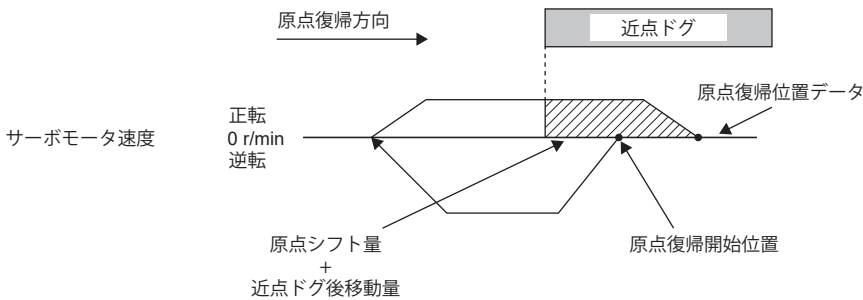 原点復帰方向
近点ドグ
原点復帰位置データ
サーボモータ速度
正転
0 r/min
逆転
原点シフト量
+
近点ドグ後移動量
原点復帰開始位置